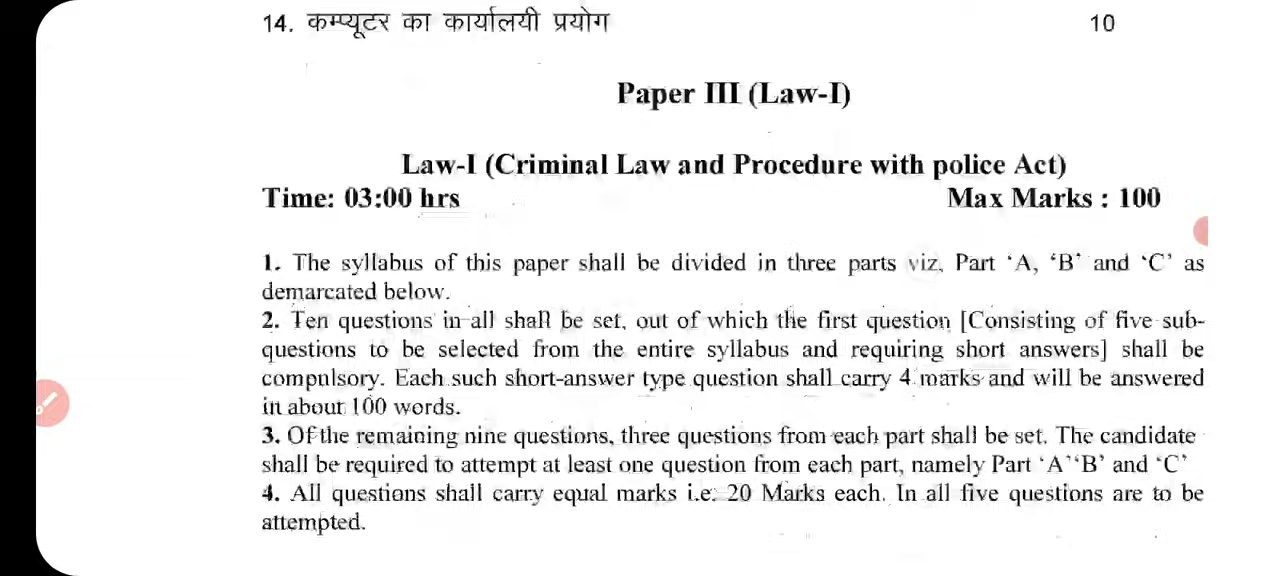 14. कम्प्यूटर का कार्यालयी प्रयोग 10
Paper III (Law-I)
Law-I (Criminal Law and Procedure with police Act)
Time: 03:00 hrs Max Marks : 100
1. The syllabus of this paper shall be divided in three parts viz, Part 'A, 'B' and 'C' as
demarcated below.
2. Ten questions in all shall be set, out of which the first question [Consisting of five sub-
questions to be selected from the entire syllabus and requiring short answers] shall be
compulsory. Each such short-answer type question shall carry 4 marks and will be answered
in about 100 words.
3. Of the remaining nine questions, three questions from each part shall be set. The candidate
shall be required to attempt at least one question from each part, namely Part 'A''B' and 'C'
4. All questions shall carry equal marks i.e. 20 Marks each. In all five questions are to be
attempted.